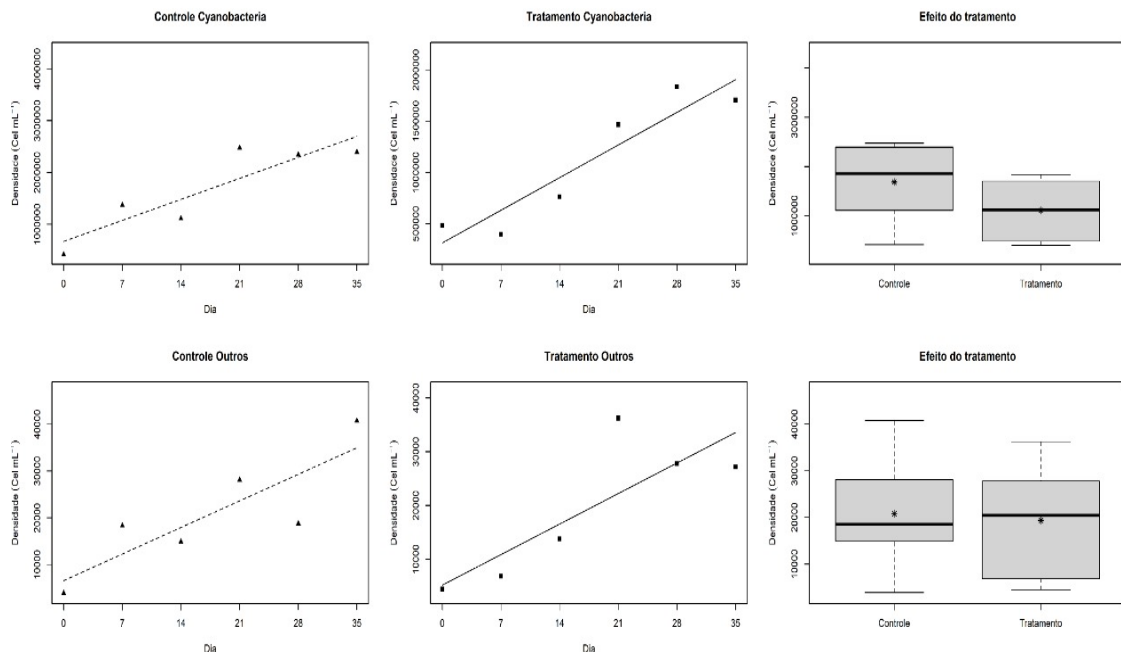 Controle Cyanobacteria
Densidade (Cel mL⁻¹)
4000000
3000000
2000000
1000000
0 7 14 21 28 35
Dia
Tratamento Cyanobacteria
Densidade (Cel mL⁻¹)
2000000
1500000
1000000
500000
0 7 14 21 28 35
Dia
Efeito do tratamento
Densidade (Cel mL⁻¹)
3000000
1000000
Controle Tratamento
Controle Outros
Densidade (Cel mL⁻¹)
40000
30000
20000
10000
0 7 14 21 28 35
Dia
Tratamento Outros
Densidade (Cel mL⁻¹)
40000
30000
20000
10000
0 7 14 21 28 35
Dia
Efeito do tratamento
Densidade (Cel mL⁻¹)
40000
30000
20000
10000
Controle Tratamento